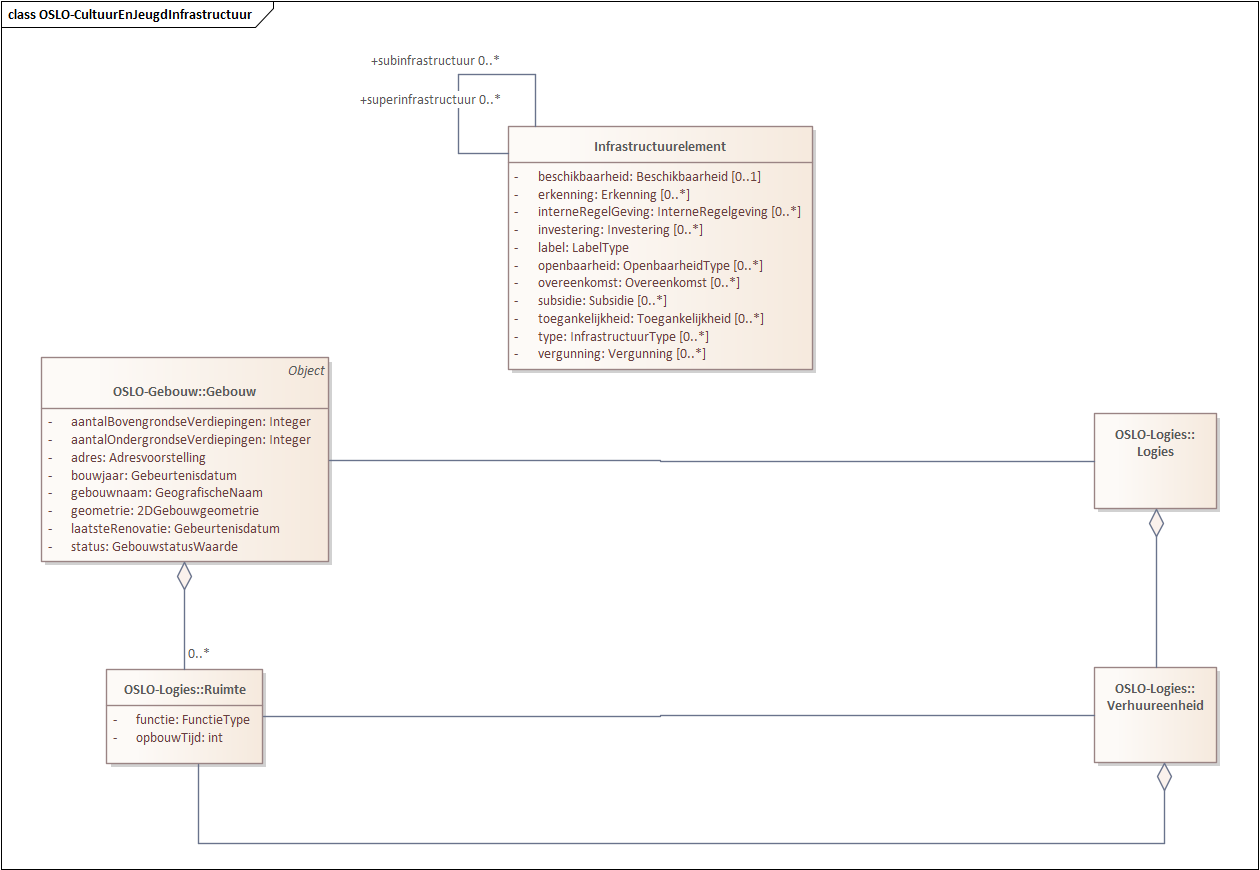 class OSLO-CultuurEnJeugdInfrastructuur
+subinfrastructuur 0..*
+superinfrastructuur 0..*
Infrastructuurelement
- beschikbaarheid: Beschikbaarheid [0..1]
- erkenning: Erkenning [0..*]
- interneRegelGeving: InterneRegelgeving [0..*]
- investering: Investering [0..*]
- label: LabelType
- openbaarheid: OpenbaarheidType [0..*]
- overeenkomst: Overeenkomst [0..*]
- subsidie: Subsidie [0..*]
- toegankelijkheid: Toegankelijkheid [0..*]
- type: InfrastructuurType [0..*]
- vergunning: Vergunning [0..*]
Object
OSLO-Gebouw::Gebouw
- aantalBovengrondseVerdiepingen: Integer
- aantalOndergrondseVerdiepingen: Integer
- adres: Adresvoorstelling
- bouwjaar: Gebeurtenisdatum
- gebouwnaam: GeografischeNaam
- geometrie: 2DGebouwgeometrie
- laatsteRenovatie: Gebeurtenisdatum
- status: GebouwstatusWaarde
OSLO-Logies::
Logies
0..*
OSLO-Logies::Ruimte
- functie: FunctieType
- opbouwTijd: int
OSLO-Logies::
Verhuureenheid